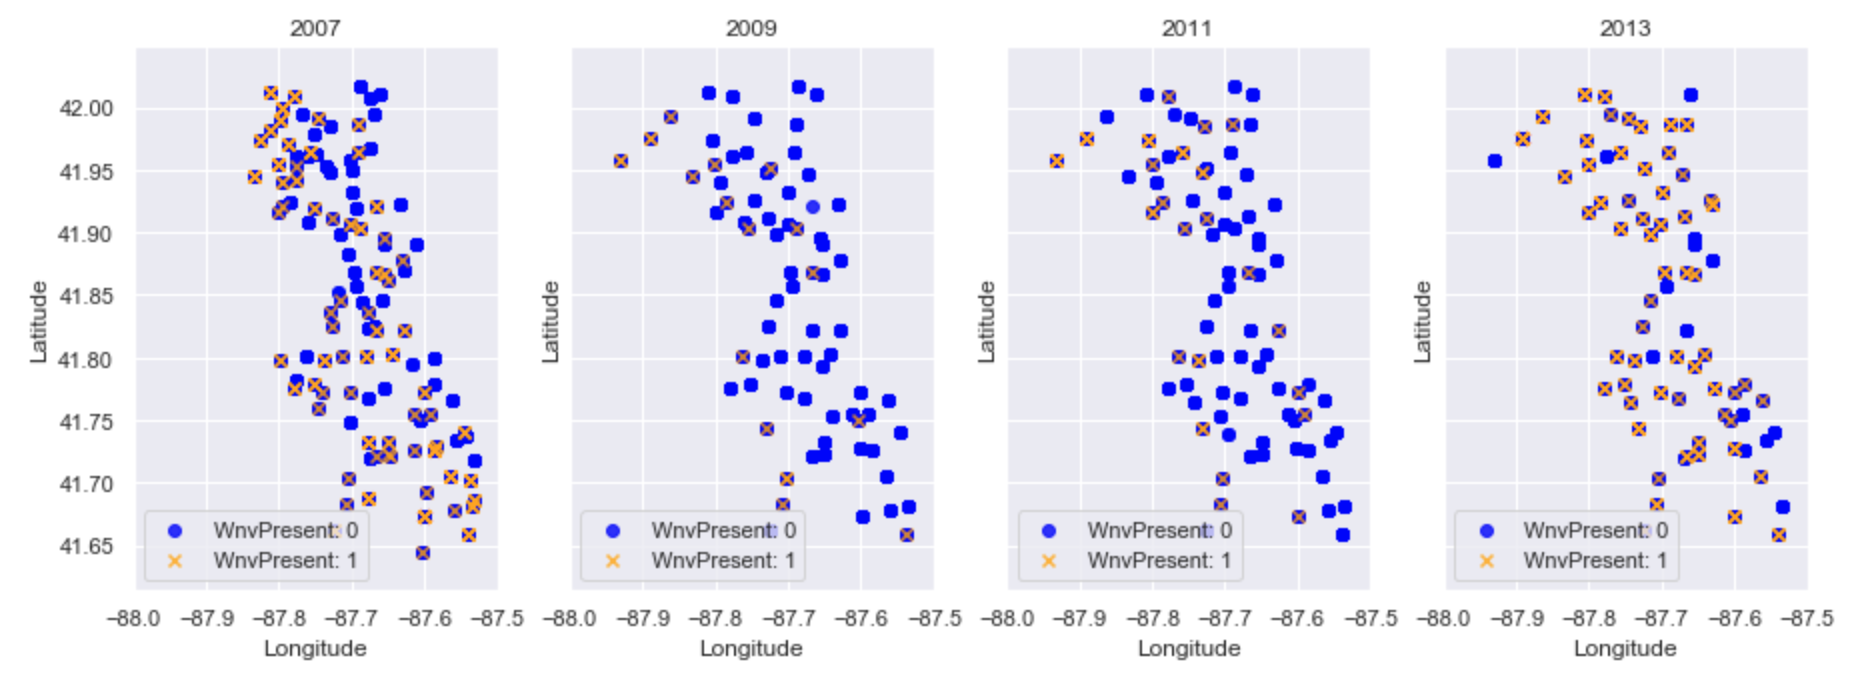 2007
2009
2011
2013
42.00
41.95
41.90
41.85
41.80
41.75
41.70
41.65
Latitude
Latitude
Latitude
Latitude
WnvPresent: 0
WnvPresent: 1
WnvPresent: 0
WnvPresent: 1
WnvPresent: 0
WnvPresent: 1
WnvPresent: 0
WnvPresent: 1
−88.0 −87.9 −87.8 −87.7 −87.6 −87.5
−88.0 −87.9 −87.8 −87.7 −87.6 −87.5
−88.0 −87.9 −87.8 −87.7 −87.6 −87.5
−88.0 −87.9 −87.8 −87.7 −87.6 −87.5
Longitude
Longitude
Longitude
Longitude